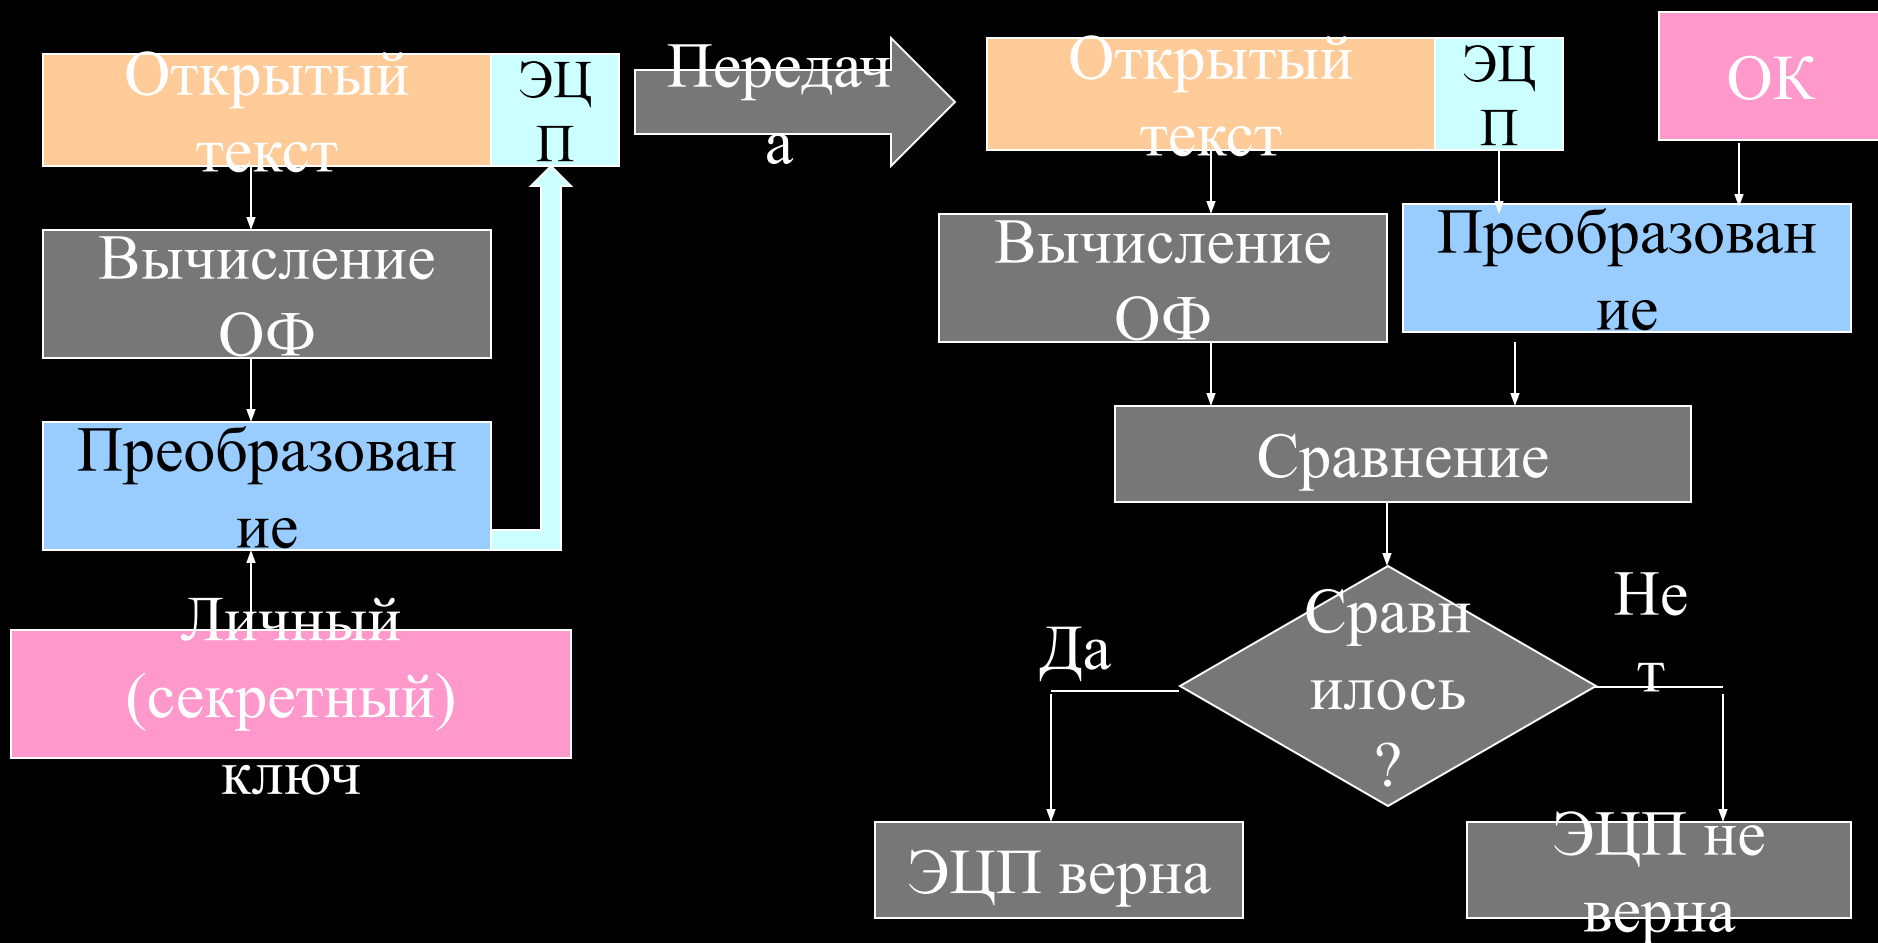 Открытый
текст
ЭЦ
П
Передач
а
Открытый
текст
ЭЦ
П
ОК
Вычисление
ОФ
Вычисление
ОФ
Преобразован
ие
Преобразован
ие
Сравнение
Личный
(секретный)
ключ
Сравн
илось
?
Да
Не
т
ЭЦП верна
ЭЦП не
верна